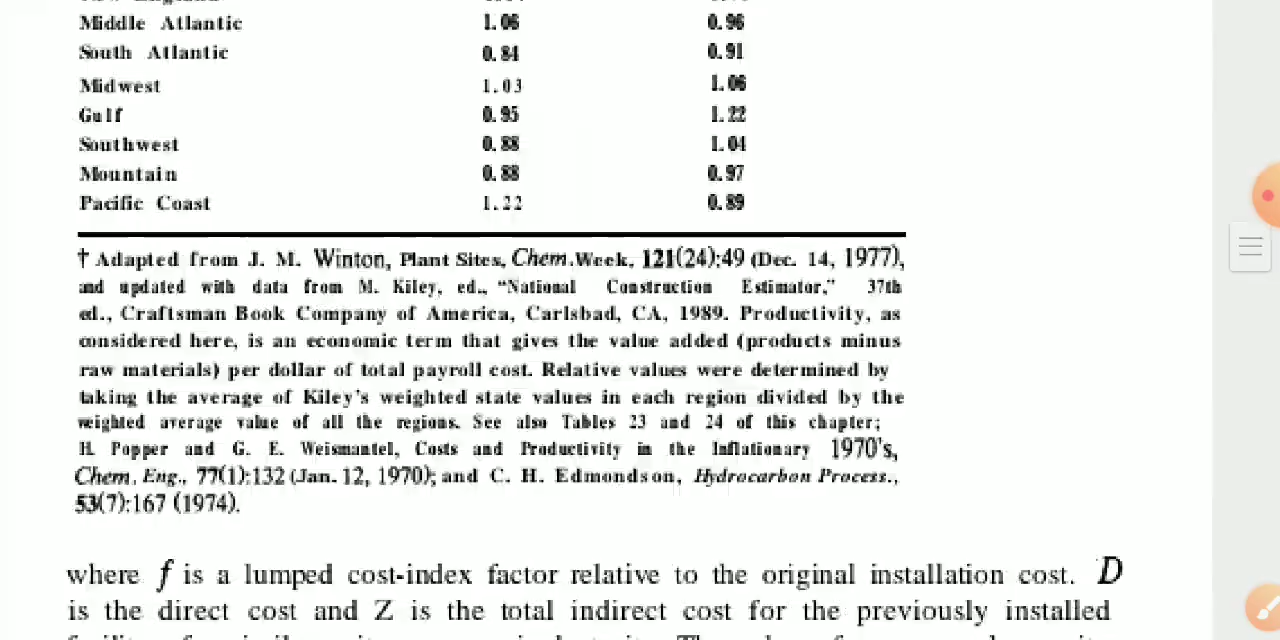 Middle Atlantic 1.06 0.96
South Atlantic 0.84 0.91
Midwest 1.03 1.06
Gulf 0.95 1.22
Southwest 0.88 1.04
Mountain 0.88 0.97
Pacific Coast 1.22 0.89
† Adapted from J. M. Winton, Plant Sites, Chem.Week, 121(24):49 (Dec. 14, 1977),
and updated with data from M. Kiley, ed., “National Construction Estimator,” 37th
ed., Craftsman Book Company of America, Carlsbad, CA, 1989. Productivity, as
considered here, is an economic term that gives the value added (products minus
raw materials) per dollar of total payroll cost. Relative values were determined by
taking the average of Kiley’s weighted state values in each region divided by the
weighted average value of all the regions. See also Tables 23 and 24 of this chapter;
H. Popper and G. E. Weismantel, Costs and Productivity in the Inflationary 1970's,
Chem. Eng., 77(1):132 (Jan. 12, 1970); and C. H. Edmondson, Hydrocarbon Process.,
53(7):167 (1974).
where f is a lumped cost-index factor relative to the original installation cost. D
is the direct cost and Z is the total indirect cost for the previously installed